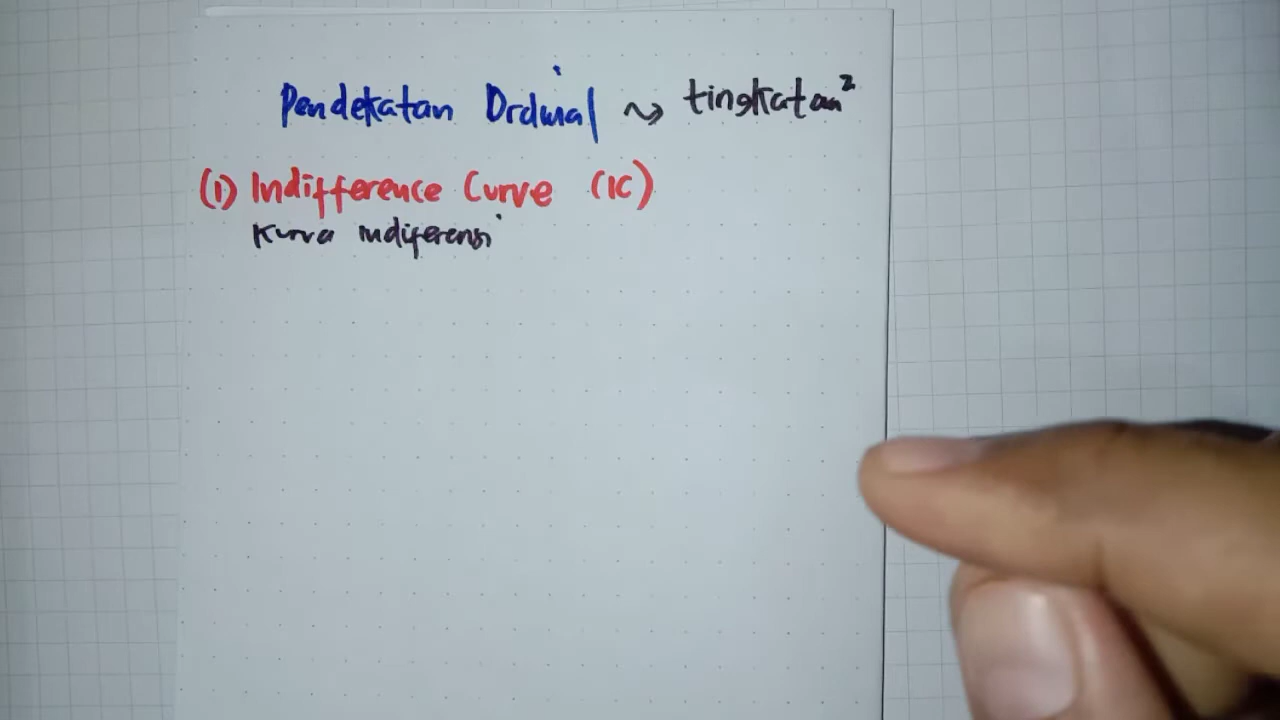 Pendekatan Ordinal ⇝ tingkatan²
(1) Indifference Curve (IC)
Kurva indiferensi